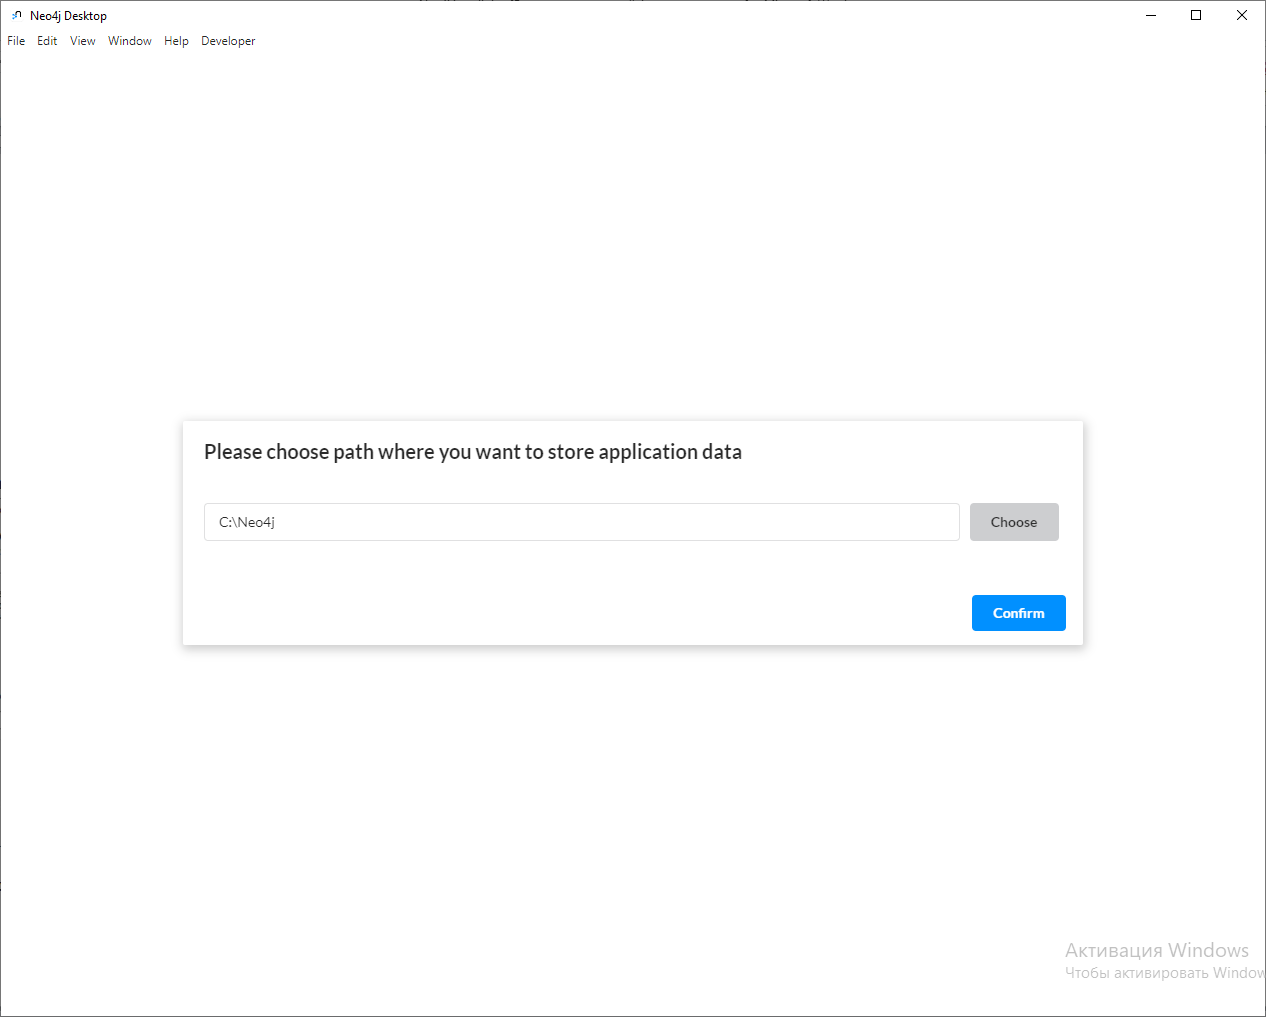 Neo4j Desktop
File Edit View Window Help Developer
Please choose path where you want to store application data
C:\Neo4j
Choose
Confirm
Активация Windows
Чтобы активировать Window